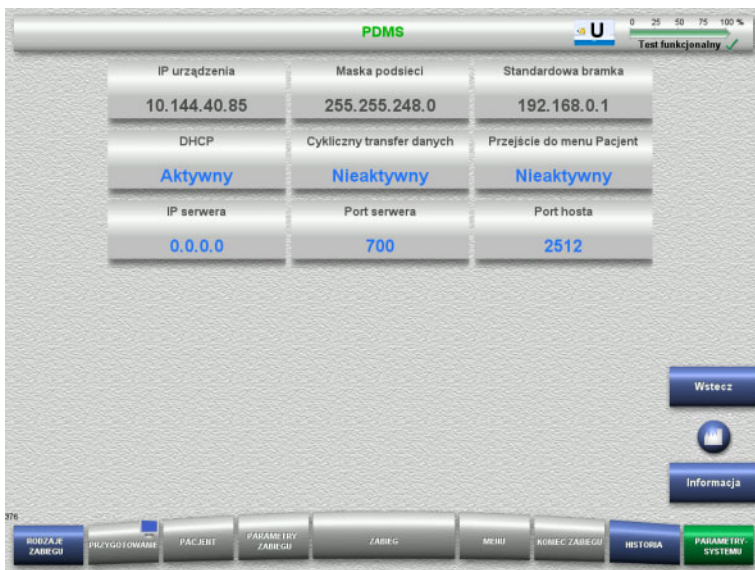 PDMS
U
0 25 50 75 100 %
Test funkcjonalny
IP urządzenia
Maska podsieci
Standardowa bramka
10.144.40.85
255.255.248.0
192.168.0.1
DHCP
Cykliczny transfer danych
Przejście do menu Pacjent
Aktywny
Nieaktywny
Nieaktywny
IP serwera
Port serwera
Port hosta
0.0.0.0
700
2512
Wstecz
Informacja
376
RODZAJE
ZABIEGU
PRZYGOTOWANIE
PACJENT
PARAMETRY
ZABIEGU
ZABIEG
MENU
KONIEC ZABIEGU
HISTORIA
PARAMETRY-
SYSTEMU